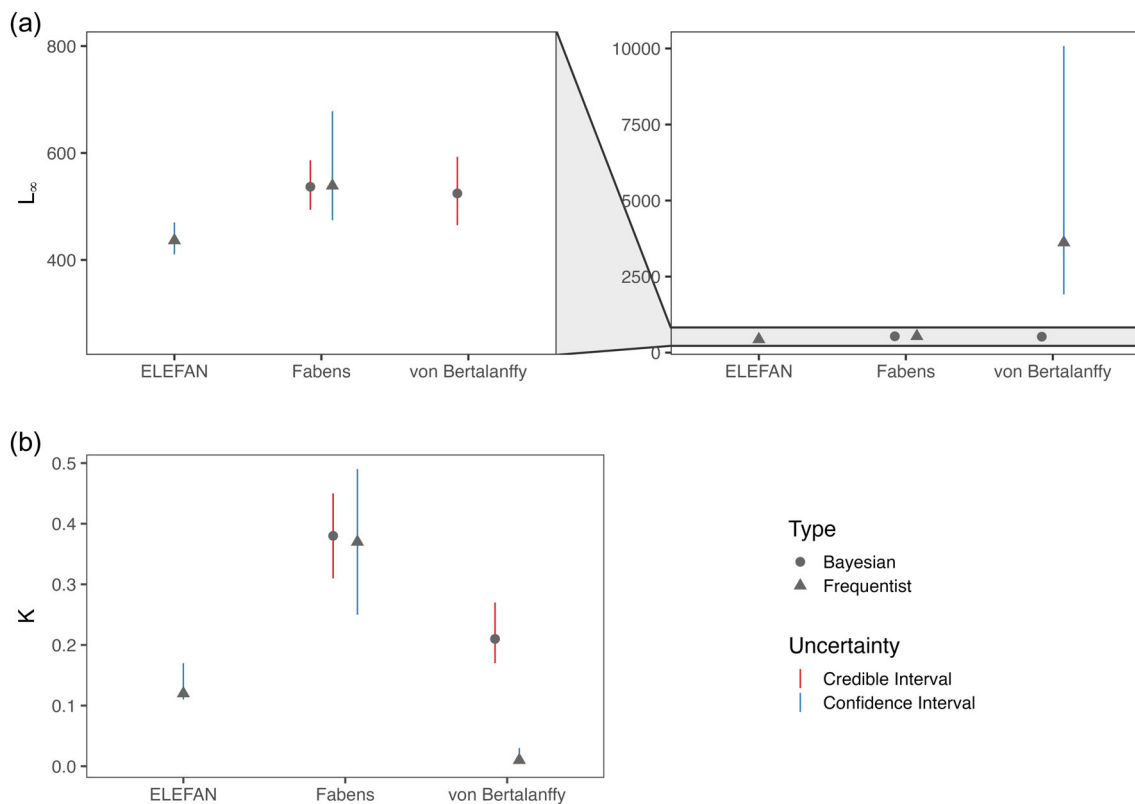 (a)
800
600
400
L∞
ELEFAN Fabens von Bertalanffy
10000
7500
5000
2500
0
ELEFAN Fabens von Bertalanffy
(b)
0.5
0.4
0.3
0.2
0.1
0.0
K
ELEFAN Fabens von Bertalanffy
Type
Bayesian
Frequentist
Uncertainty
Credible Interval
Confidence Interval